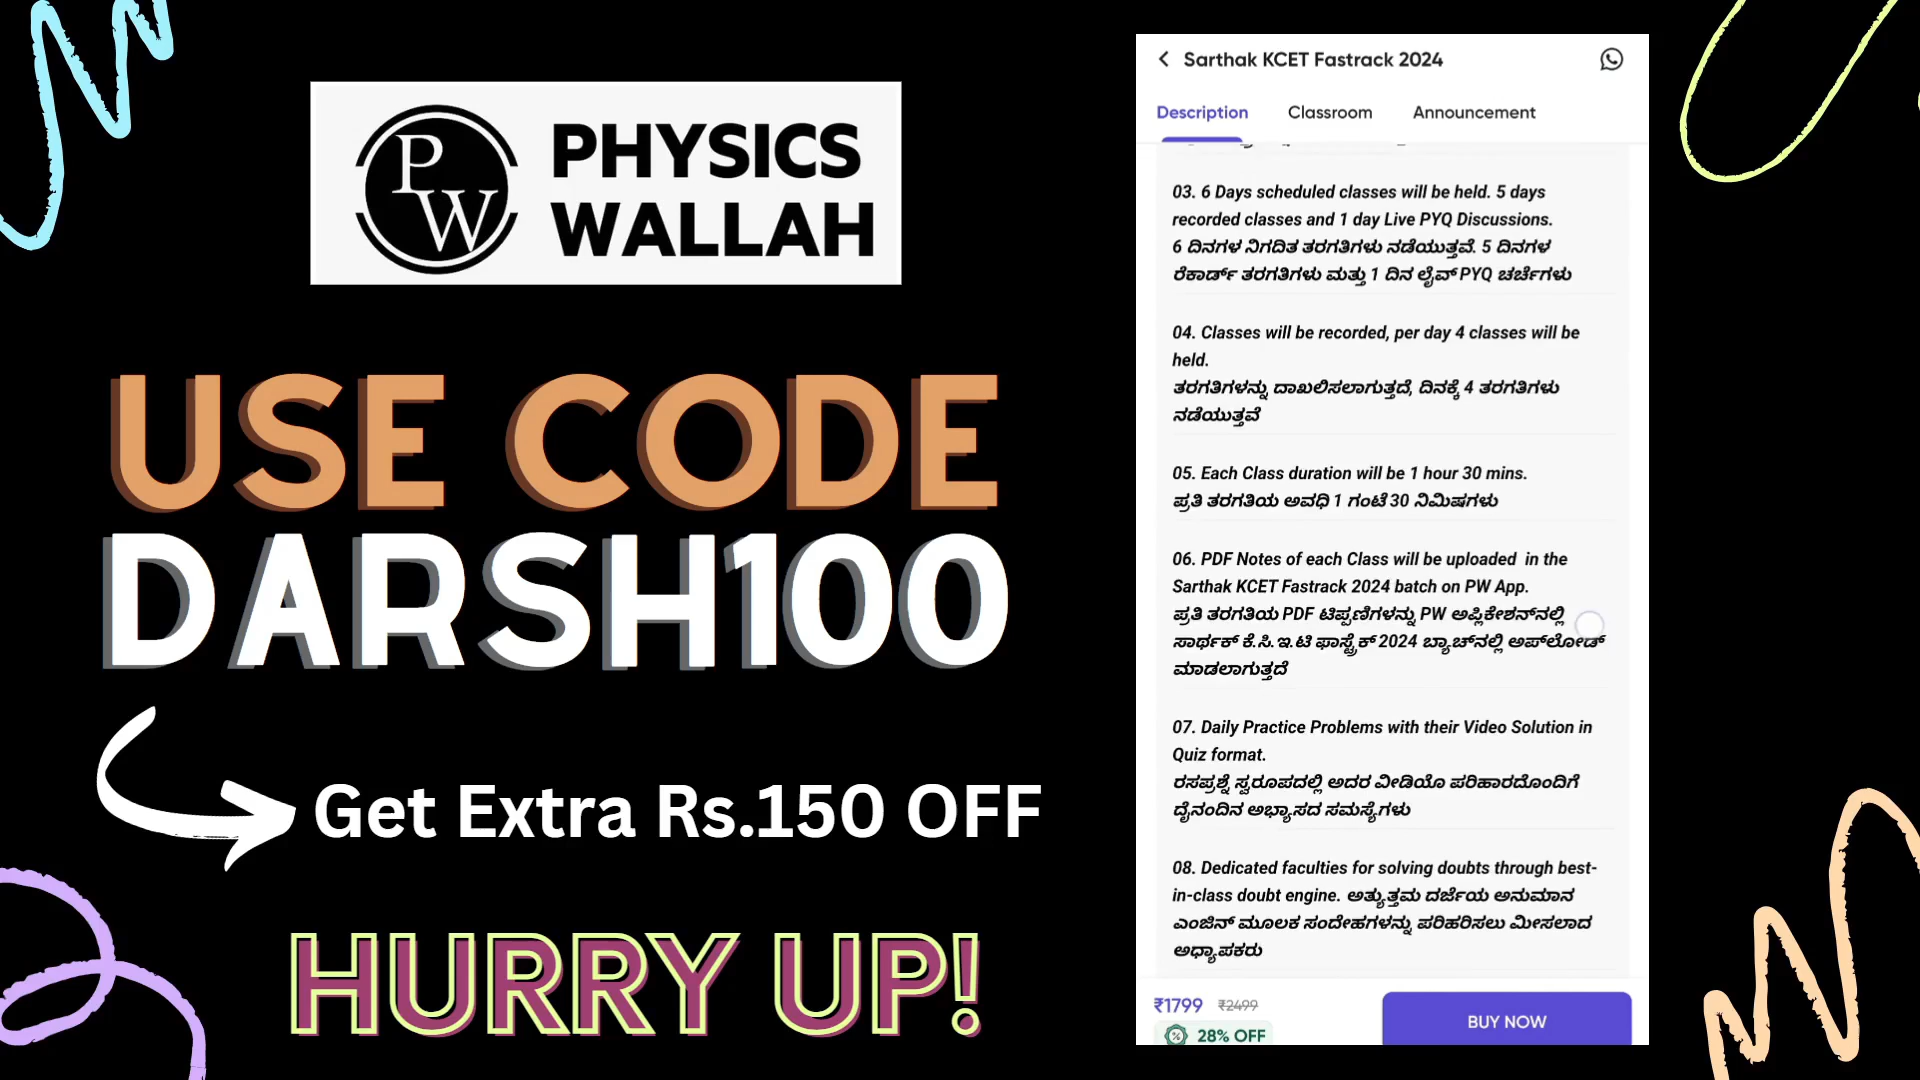 PW
PHYSICS
WALLAH
USE CODE
DARSH100
Get Extra Rs.150 OFF
HURRY UP!
Sarthak KCET Fastrack 2024
Description Classroom Announcement
03. 6 Days scheduled classes will be held. 5 days
recorded classes and 1 day Live PYQ Discussions.
6 ದಿನಗಳ ನಿಗದಿತ ತರಗತಿಗಳು ನಡೆಯುತ್ತವೆ. 5 ದಿನಗಳ
ರೆಕಾರ್ಡ್ ತರಗತಿಗಳು ಮತ್ತು 1 ದಿನ ಲೈವ್ PYQ ಚರ್ಚೆಗಳು
04. Classes will be recorded, per day 4 classes will be
held.
ತರಗತಿಗಳನ್ನು ದಾಖಲಿಸಲಾಗುತ್ತದೆ, ದಿನಕ್ಕೆ 4 ತರಗತಿಗಳು
ನಡೆಯುತ್ತವೆ
05. Each Class duration will be 1 hour 30 mins.
ಪ್ರತಿ ತರಗತಿಯ ಅವಧಿ 1 ಗಂಟೆ 30 ನಿಮಿಷಗಳು
06. PDF Notes of each Class will be uploaded in the
Sarthak KCET Fastrack 2024 batch on PW App.
ಪ್ರತಿ ತರಗತಿಯ PDF ಟಿಪ್ಪಣಿಗಳನ್ನು PW ಅಪ್ಲಿಕೇಶನ್‌ನಲ್ಲಿ
ಸಾರ್ಥಕ್ ಕೆ.ಸಿ.ಇ.ಟಿ ಫಾಸ್ಟ್ರೆಕ್ 2024 ಬ್ಯಾಚ್‌ನಲ್ಲಿ ಅಪ್‌ಲೋಡ್
ಮಾಡಲಾಗುತ್ತದೆ
07. Daily Practice Problems with their Video Solution in
Quiz format.
ರಸಪ್ರಶ್ನೆ ಸ್ವರೂಪದಲ್ಲಿ ಅದರ ವೀಡಿಯೊ ಪರಿಹಾರದೊಂದಿಗೆ
ದೈನಂದಿನ ಅಭ್ಯಾಸದ ಸಮಸ್ಯೆಗಳು
08. Dedicated faculties for solving doubts through best-
in-class doubt engine. ಅತ್ಯುತ್ತಮ ದರ್ಜೆಯ ಅನುಮಾನ
ಎಂಜಿನ್ ಮೂಲಕ ಸಂದೇಹಗಳನ್ನು ಪರಿಹರಿಸಲು ಮೀಸಲಾದ
ಅಧ್ಯಾಪಕರು
₹1799 ₹2499
28% OFF
BUY NOW